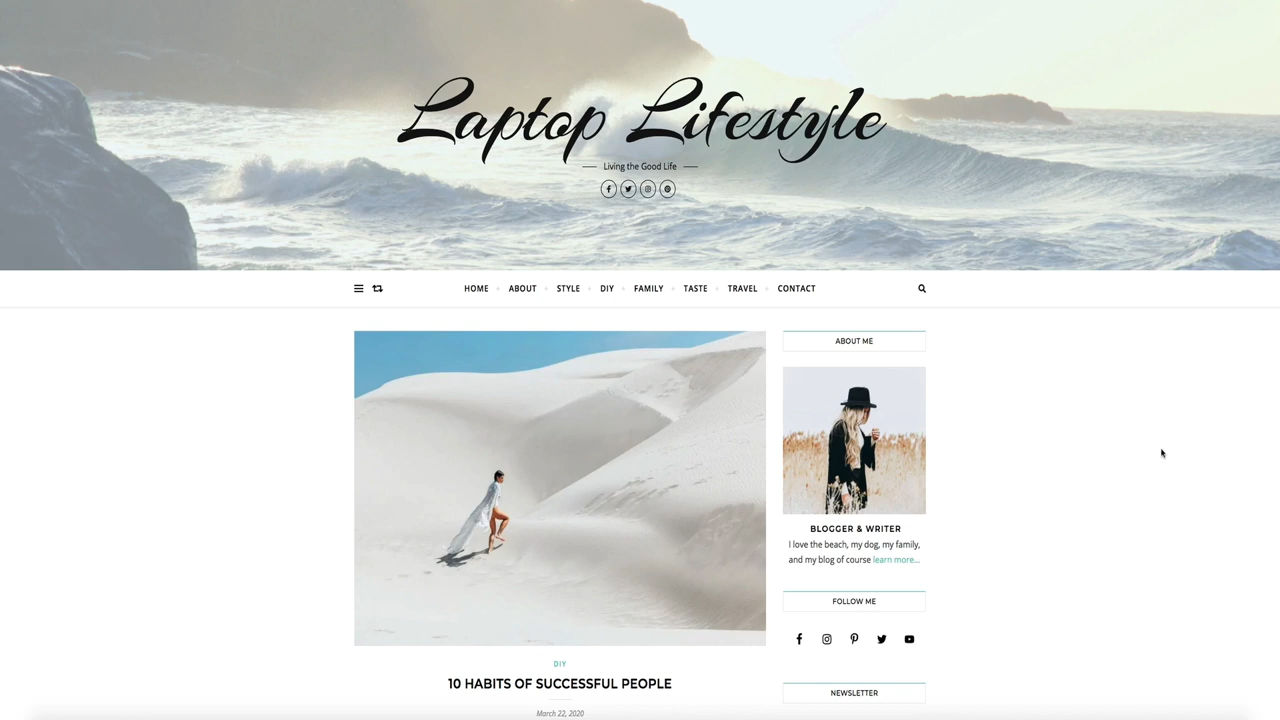 Laptop Lifestyle
Living the Good Life
HOME ABOUT STYLE DIY FAMILY TASTE TRAVEL CONTACT
DIY
10 HABITS OF SUCCESSFUL PEOPLE
March 22, 2020
ABOUT ME
BLOGGER & WRITER
I love the beach, my dog, my family,
and my blog of course learn more...
FOLLOW ME
NEWSLETTER